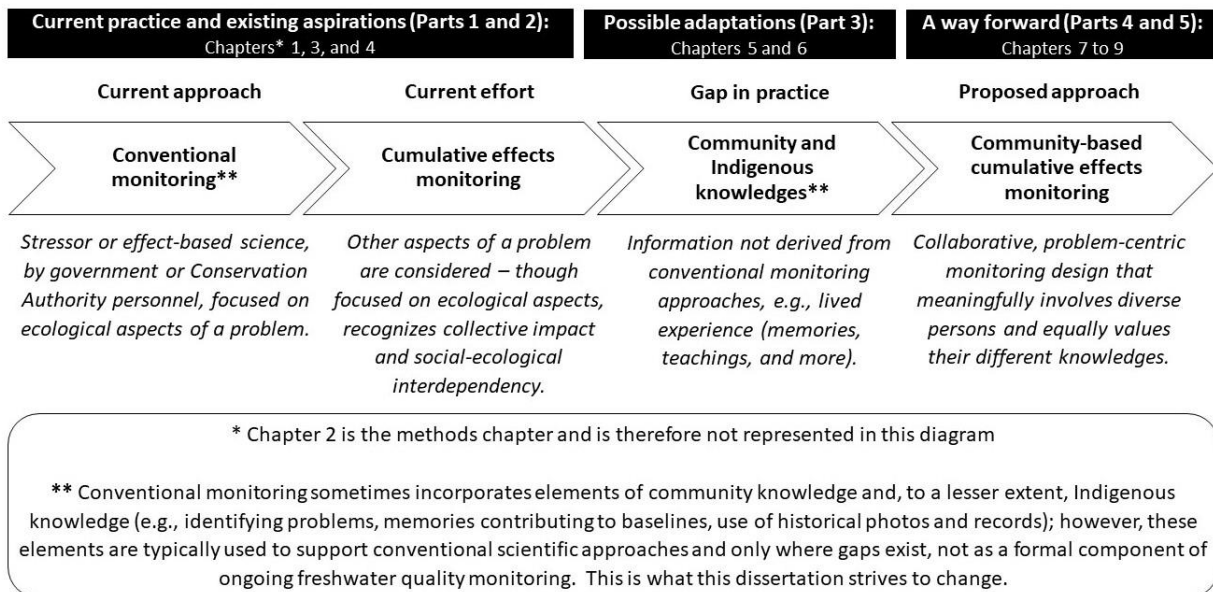 Current practice and existing aspirations (Parts 1 and 2):
Chapters* 1, 3, and 4
Possible adaptations (Part 3):
Chapters 5 and 6
A way forward (Parts 4 and 5):
Chapters 7 to 9
Current approach
Current effort
Gap in practice
Proposed approach
Conventional
monitoring**
Cumulative effects
monitoring
Community and
Indigenous
knowledges**
Community-based
cumulative effects
monitoring
Stressor or effect-based science,
by government or Conservation
Authority personnel, focused on
ecological aspects of a problem.
Other aspects of a problem
are considered – though
focused on ecological aspects,
recognizes collective impact
and social-ecological
interdependency.
Information not derived from
conventional monitoring
approaches, e.g., lived
experience (memories,
teachings, and more).
Collaborative, problem-centric
monitoring design that
meaningfully involves diverse
persons and equally values
their different knowledges.
* Chapter 2 is the methods chapter and is therefore not represented in this diagram
** Conventional monitoring sometimes incorporates elements of community knowledge and, to a lesser extent, Indigenous
knowledge (e.g., identifying problems, memories contributing to baselines, use of historical photos and records); however, these
elements are typically used to support conventional scientific approaches and only where gaps exist, not as a formal component of
ongoing freshwater quality monitoring. This is what this dissertation strives to change.